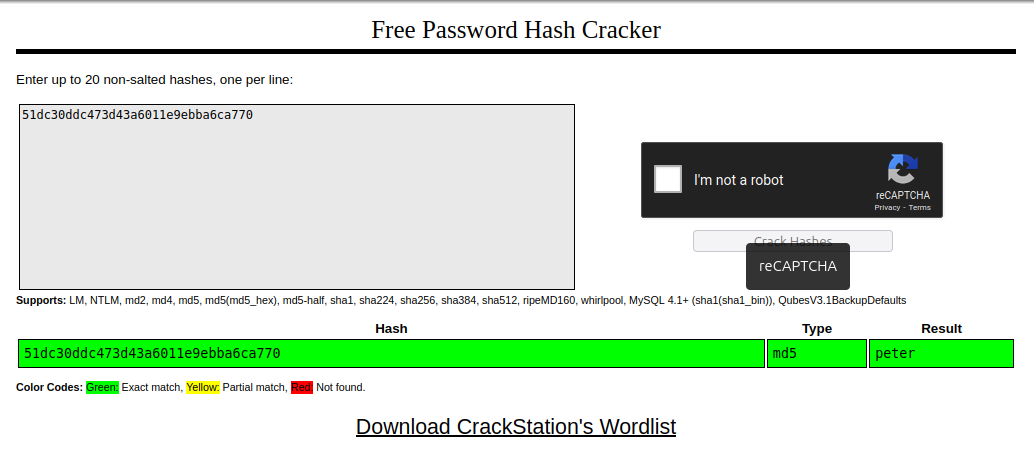 Free Password Hash Cracker
Enter up to 20 non-salted hashes, one per line:
51dc30ddc473d43a6011e9ebba6ca770
I'm not a robot
reCAPTCHA
Privacy - Terms
Crack Hashes
reCAPTCHA
Supports: LM, NTLM, md2, md4, md5, md5(md5_hex), md5-half, sha1, sha224, sha256, sha384, sha512, ripeMD160, whirlpool, MySQL 4.1+ (sha1(sha1_bin)), QubesV3.1BackupDefaults
Hash Type Result
51dc30ddc473d43a6011e9ebba6ca770 md5 peter
Color Codes: Green: Exact match, Yellow: Partial match, Red: Not found.
Download CrackStation's Wordlist